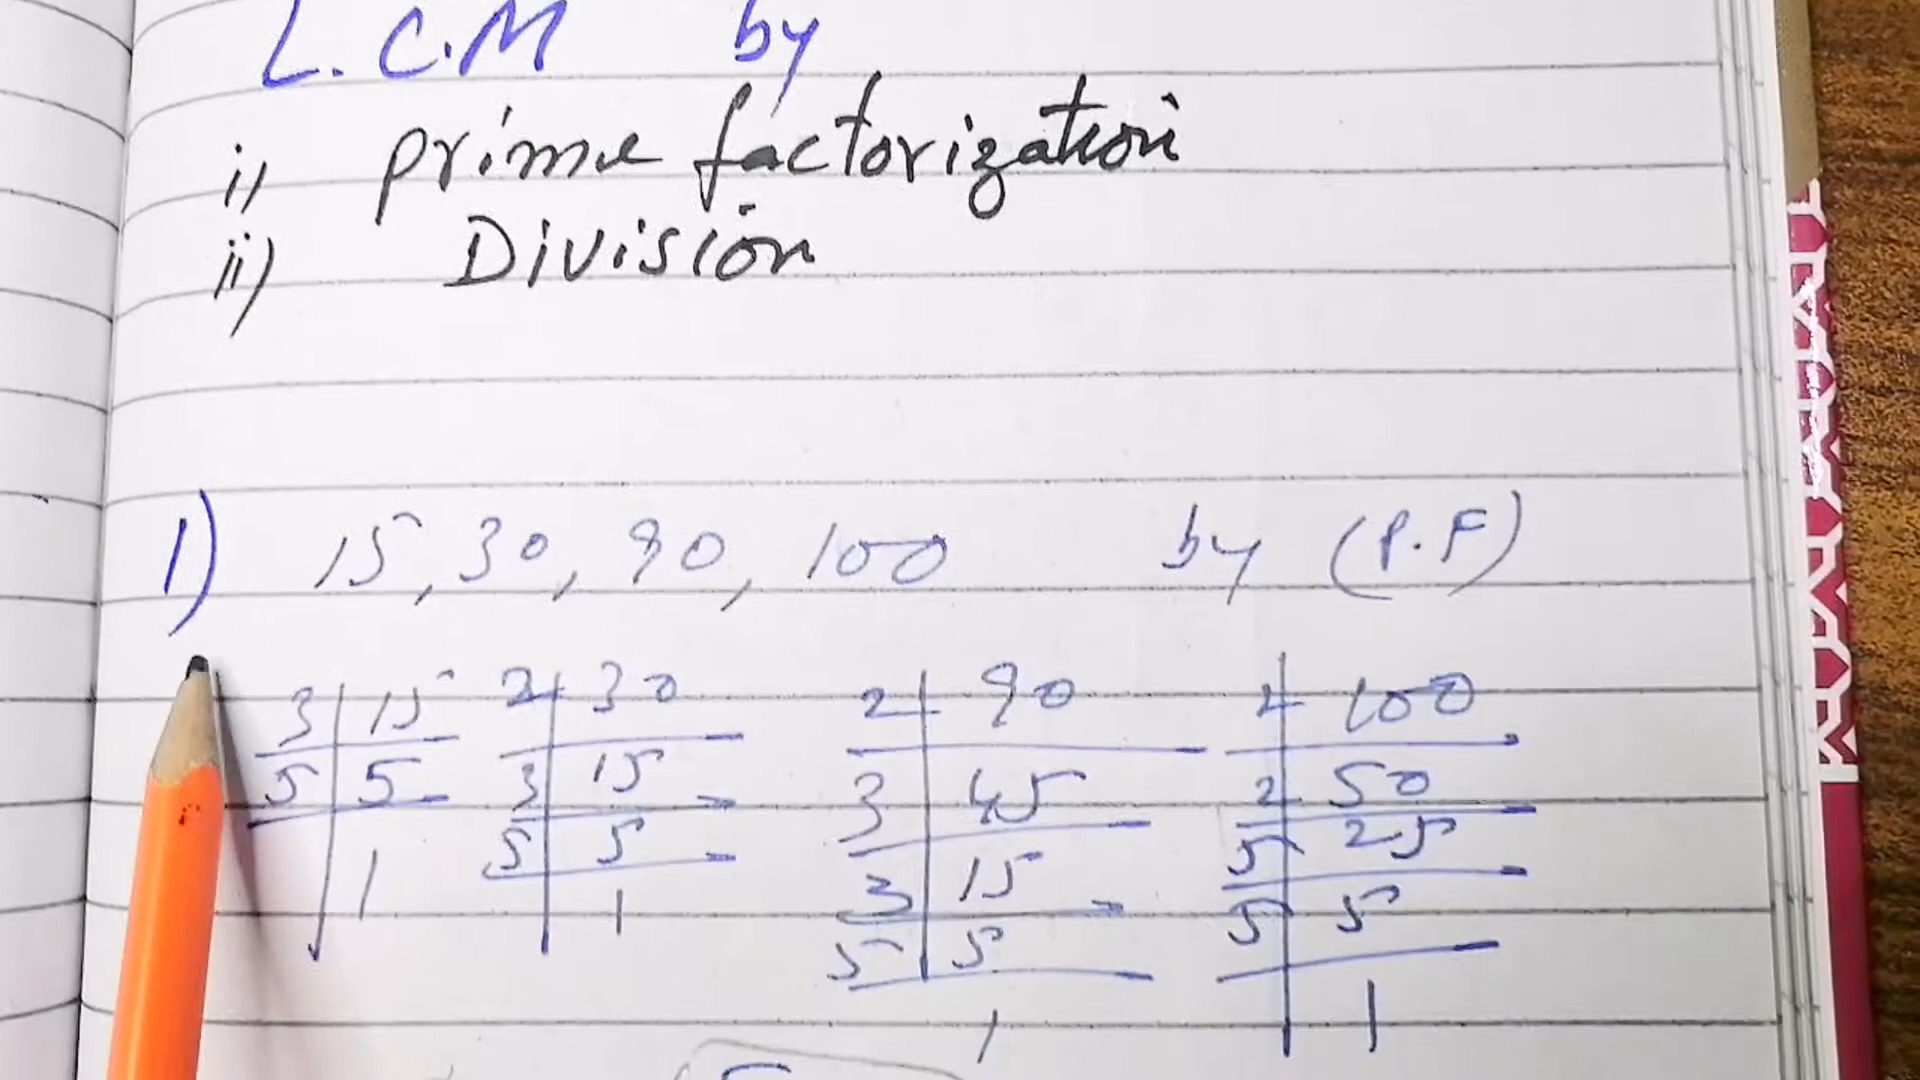 L.C.M by
i) prime factorization
ii) Division
1) 15, 30, 90, 100 by (P.F)
3 15 2 30 2 90 2 100
5 5 3 15 3 45 2 50
1 5 5 3 15 5 25
1 5 5 5 5
1 1